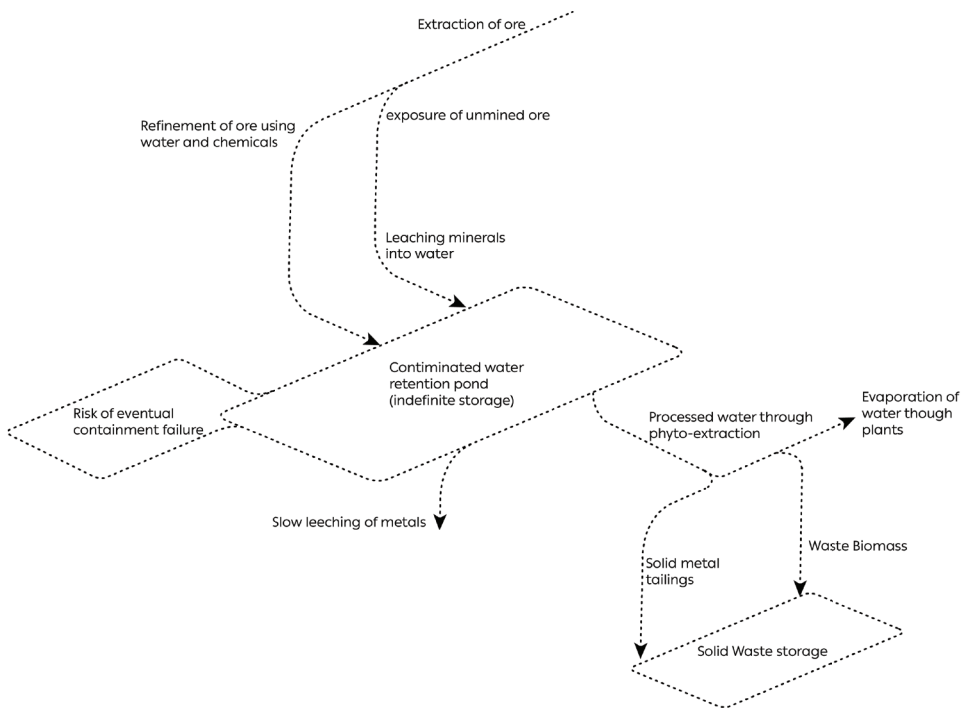 Extraction of ore
exposure of unmined ore
Refinement of ore using
water and chemicals
Leaching minerals
into water
Contiminated water
retention pond
(indefinite storage)
Risk of eventual
containment failure
Processed water through
phyto-extraction
Evaporation of
water though
plants
Slow leeching of metals
Solid metal
tailings
Waste Biomass
Solid Waste storage